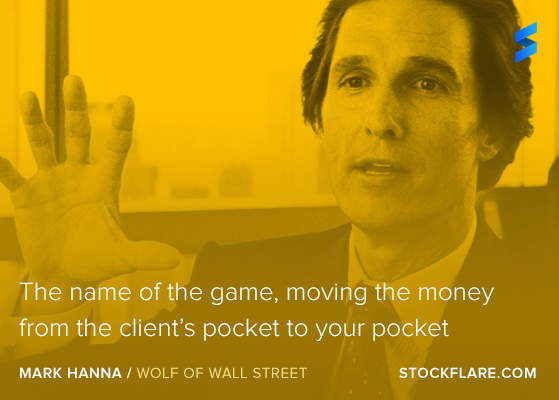 The name of the game, moving the money
from the client’s pocket to your pocket
MARK HANNA / WOLF OF WALL STREET
STOCKFLARE.COM